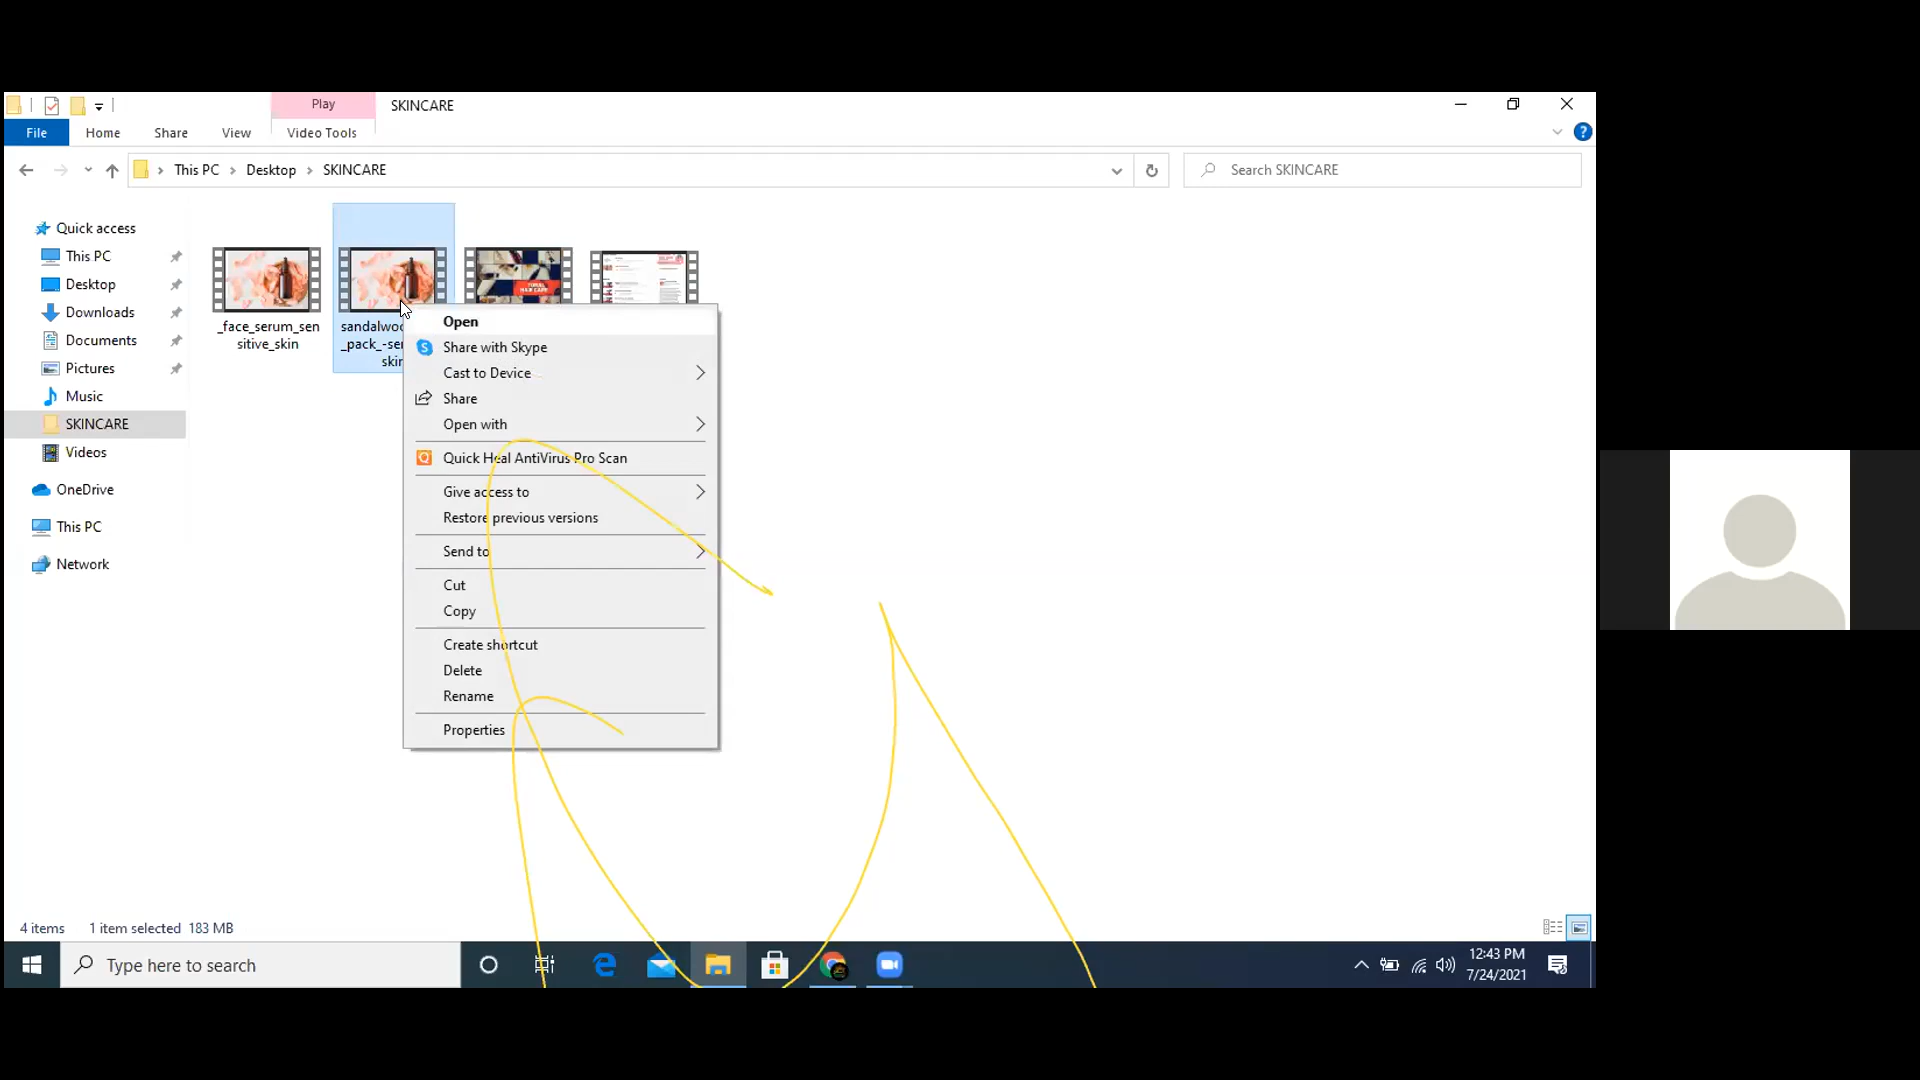 Play
SKINCARE
File
Home
Share
View
Video Tools
This PC
Desktop
SKINCARE
Search SKINCARE
Quick access
This PC
Desktop
Downloads
Documents
Pictures
Music
SKINCARE
Videos
OneDrive
This PC
Network
_face_serum_sen
sitive_skin
sandalwoo
_pack_-se
skin
Open
Share with Skype
Cast to Device
Share
Open with
Quick Heal AntiVirus Pro Scan
Give access to
Restore previous versions
Send to
Cut
Copy
Create shortcut
Delete
Rename
Properties
4 items
1 item selected 183 MB
Type here to search
12:43 PM
7/24/2021